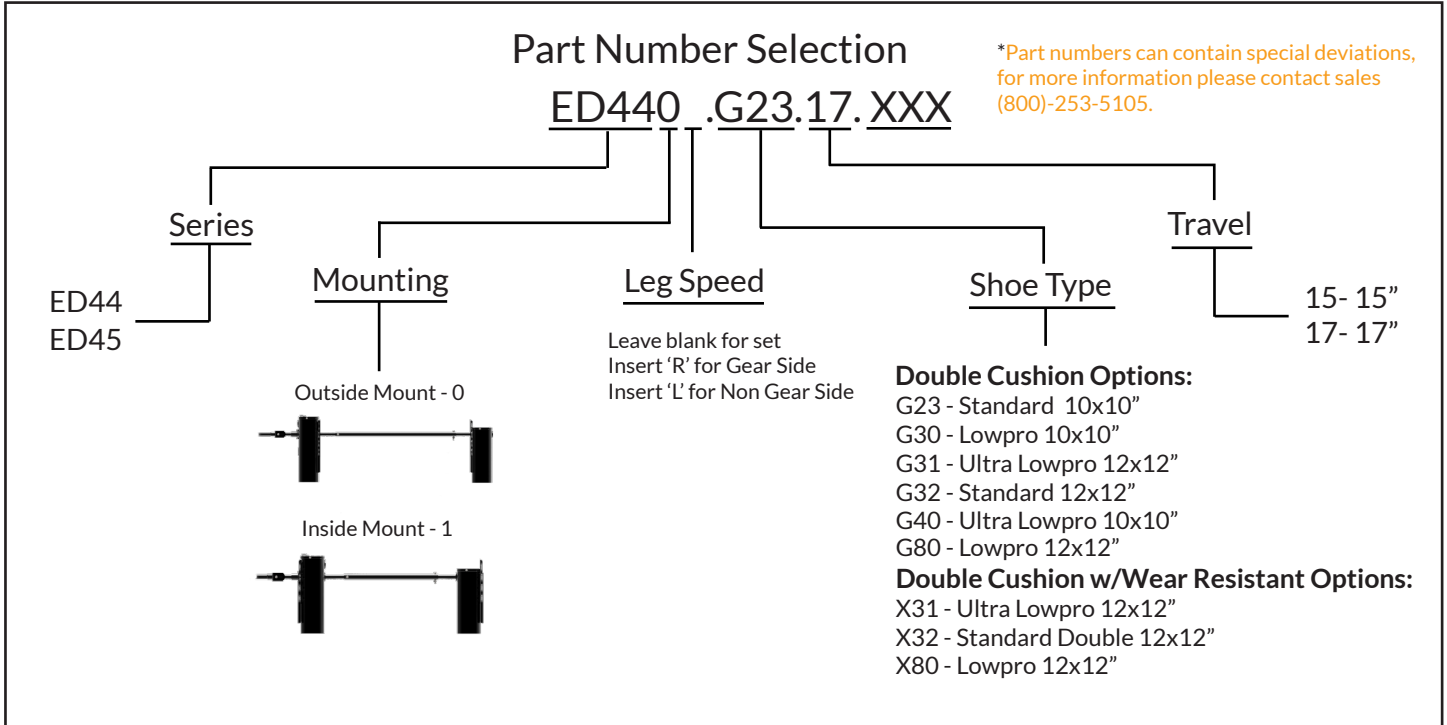 Part Number Selection
*Part numbers can contain special deviations,
for more information please contact sales
(800)-253-5105.
ED440_.G23.17. XXX
Series
ED44
ED45
Mounting
Outside Mount - 0
Inside Mount - 1
Leg Speed
Leave blank for set
Insert ‘R’ for Gear Side
Insert ‘L’ for Non Gear Side
Shoe Type
Double Cushion Options:
G23 - Standard 10x10”
G30 - Lowpro 10x10”
G31 - Ultra Lowpro 12x12”
G32 - Standard 12x12”
G40 - Ultra Lowpro 10x10”
G80 - Lowpro 12x12”
Double Cushion w/Wear Resistant Options:
X31 - Ultra Lowpro 12x12”
X32 - Standard Double 12x12”
X80 - Lowpro 12x12”
Travel
15- 15”
17- 17”